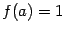 f(a) = 1